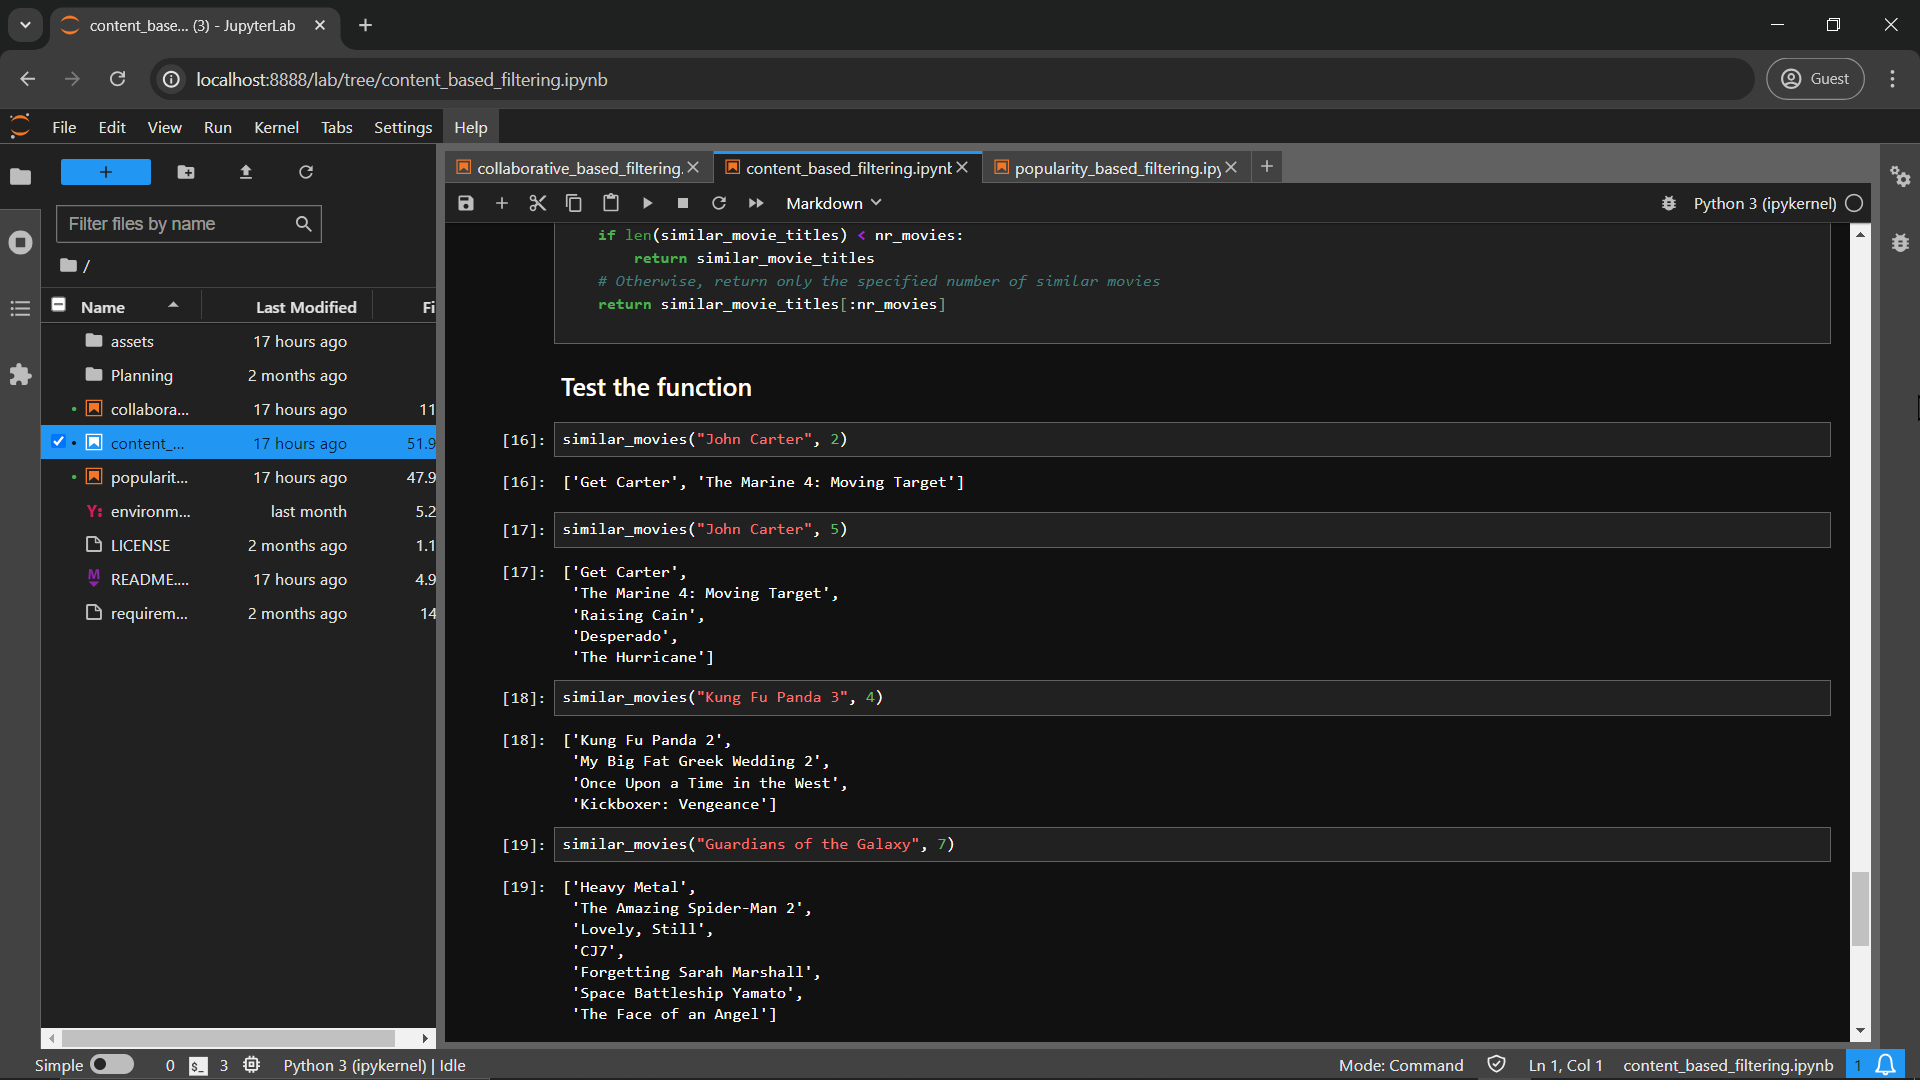 content_base... (3) - JupyterLab
localhost:8888/lab/tree/content_based_filtering.ipynb
Guest
File Edit View Run Kernel Tabs Settings Help
collaborative_based_filtering.
content_based_filtering.ipynb
popularity_based_filtering.ipy
Filter files by name
/
Name Last Modified Fi
assets 17 hours ago
Planning 2 months ago
collabora... 17 hours ago 11
content_... 17 hours ago 51.9
popularit... 17 hours ago 47.9
Y: environm... last month 5.2
LICENSE 2 months ago 1.1
M README.... 17 hours ago 4.9
requirem... 2 months ago 14
Markdown
Python 3 (ipykernel)
if len(similar_movie_titles) < nr_movies:
return similar_movie_titles
# Otherwise, return only the specified number of similar movies
return similar_movie_titles[:nr_movies]
Test the function
[16]: similar_movies("John Carter", 2)
[16]: ['Get Carter', 'The Marine 4: Moving Target']
[17]: similar_movies("John Carter", 5)
[17]: ['Get Carter',
'The Marine 4: Moving Target',
'Raising Cain',
'Desperado',
'The Hurricane']
[18]: similar_movies("Kung Fu Panda 3", 4)
[18]: ['Kung Fu Panda 2',
'My Big Fat Greek Wedding 2',
'Once Upon a Time in the West',
'Kickboxer: Vengeance']
[19]: similar_movies("Guardians of the Galaxy", 7)
[19]: ['Heavy Metal',
'The Amazing Spider-Man 2',
'Lovely, Still',
'CJ7',
'Forgetting Sarah Marshall',
'Space Battleship Yamato',
'The Face of an Angel']
Simple 0 $_ 3 Python 3 (ipykernel) | Idle
Mode: Command Ln 1, Col 1 content_based_filtering.ipynb 1